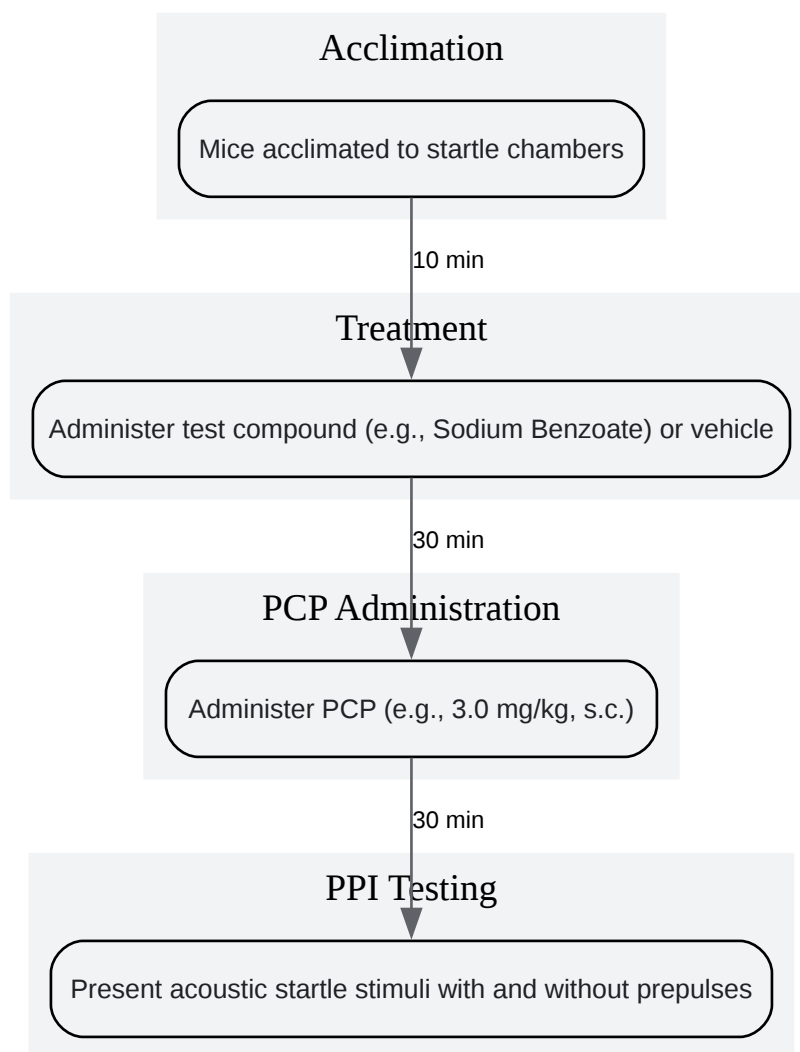 Acclimation
Mice acclimated to startle chambers
10 min
Treatment
Administer test compound (e.g., Sodium Benzoate) or vehicle
30 min
PCP Administration
Administer PCP (e.g., 3.0 mg/kg, s.c.)
30 min
PPI Testing
Present acoustic startle stimuli with and without prepulses